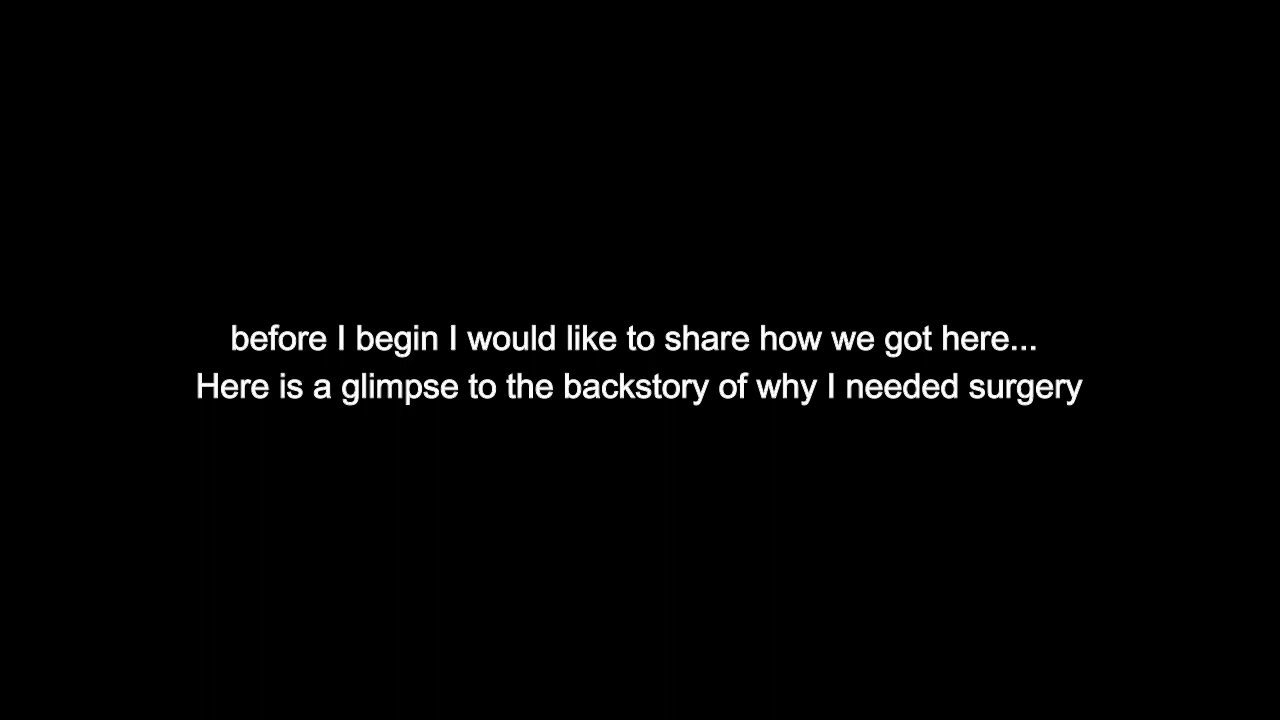 before I begin I would like to share how we got here...
Here is a glimpse to the backstory of why I needed surgery